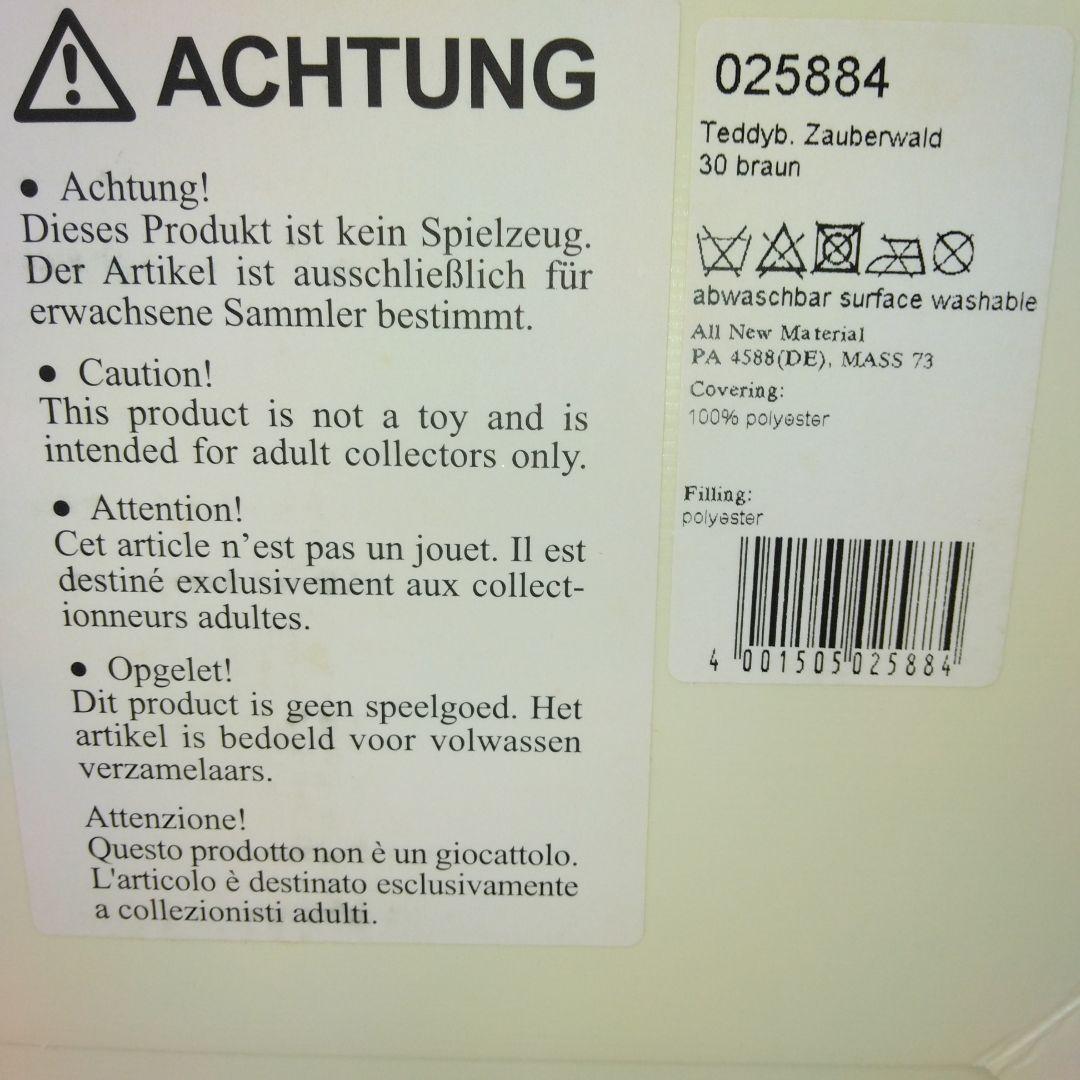 ACHTUNG
• Achtung!
Dieses Produkt ist kein Spielzeug.
Der Artikel ist ausschließlich für
erwachsene Sammler bestimmt.
• Caution!
This product is not a toy and is
intended for adult collectors only.
• Attention!
Cet article n’est pas un jouet. Il est
destiné exclusivement aux collect-
ionneurs adultes.
• Opgelet!
Dit product is geen speelgoed. Het
artikel is bedoeld voor volwassen
verzamelaars.
Attenzione!
Questo prodotto non è un giocattolo.
L'articolo è destinato esclusivamente
a collezionisti adulti.
025884
Teddyb. Zauberwald
30 braun
abwaschbar surface washable
All New Material
PA 4588(DE), MASS 73
Covering:
100% polyester
Filling:
polyester
4 001505 025884